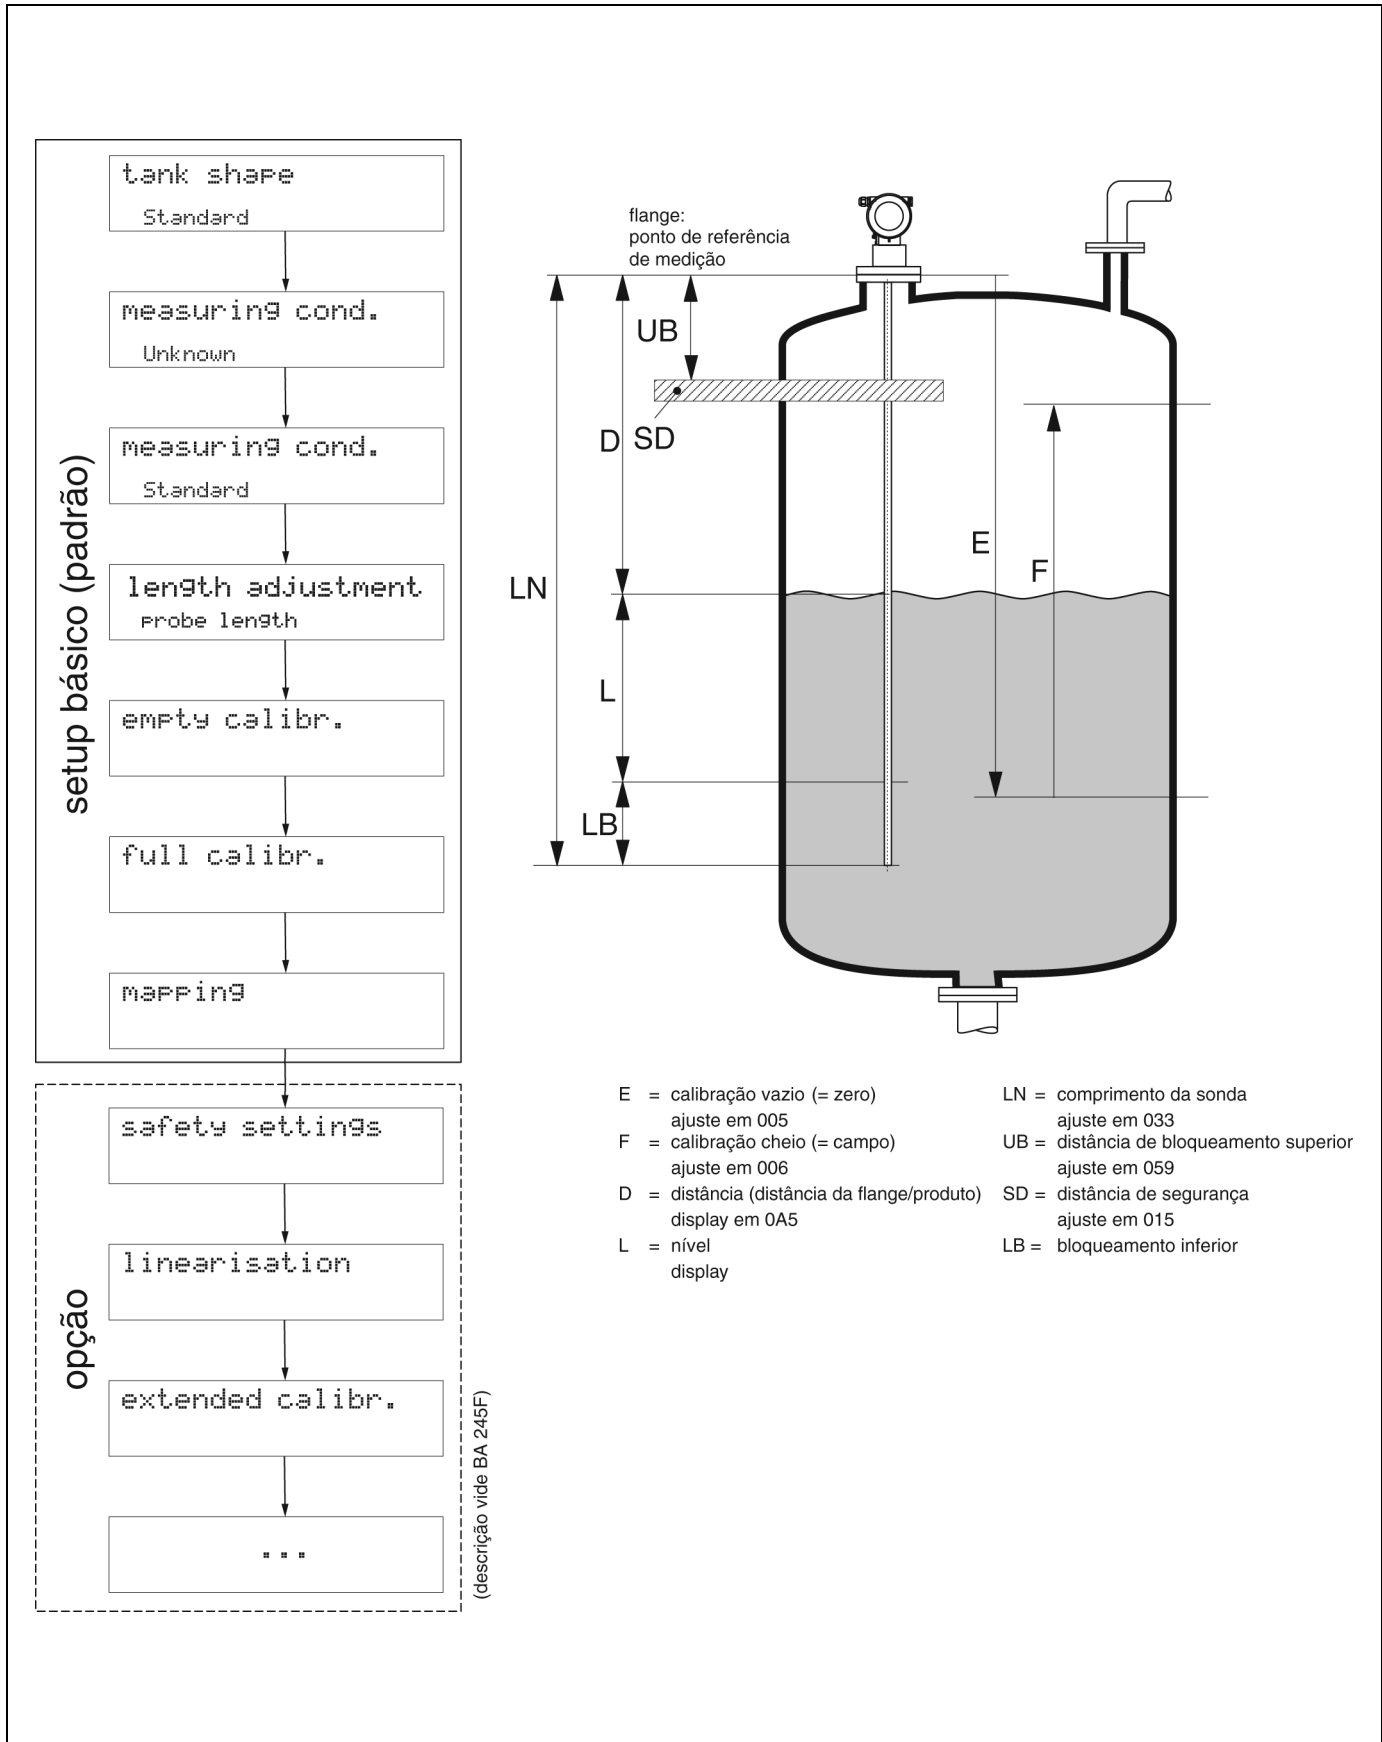 setup básico (padrão)
tank shape
Standard
measuring cond.
Unknown
measuring cond.
Standard
length adjustment
probe length
empty calibr.
full calibr.
mapping
opção
safety settings
linearisation
extended calibr.
...
(descrição vide BA 245F)
flange:
ponto de referência
de medição
UB
D
SD
LN
E
F
L
LB
E = calibração vazio (= zero)
ajuste em 005
F = calibração cheio (= campo)
ajuste em 006
D = distância (distância da flange/produto)
display em 0A5
L = nível
display
LN = comprimento da sonda
ajuste em 033
UB = distância de bloqueamento superior
ajuste em 059
SD = distância de segurança
ajuste em 015
LB = bloqueamento inferior